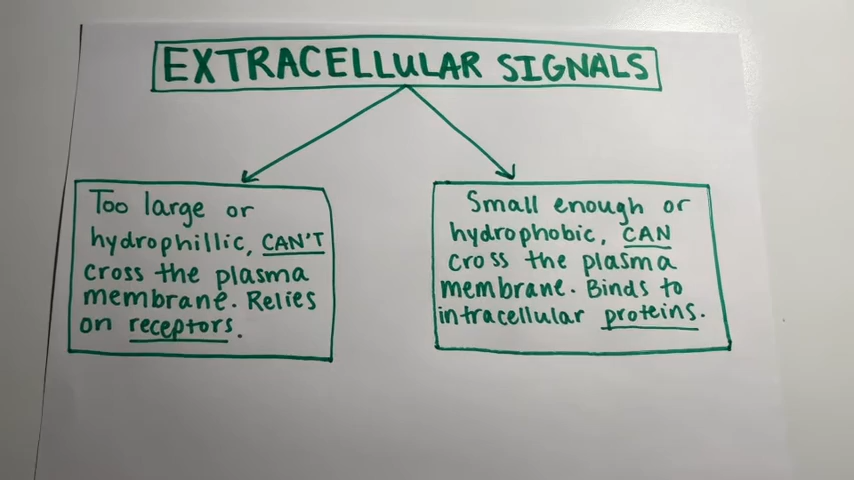 EXTRACELLULAR SIGNALS
Too large or
hydrophillic, CAN'T
cross the plasma
membrane. Relies
on receptors.
Small enough or
hydrophobic, CAN
cross the plasma
membrane. Binds to
intracellular proteins.